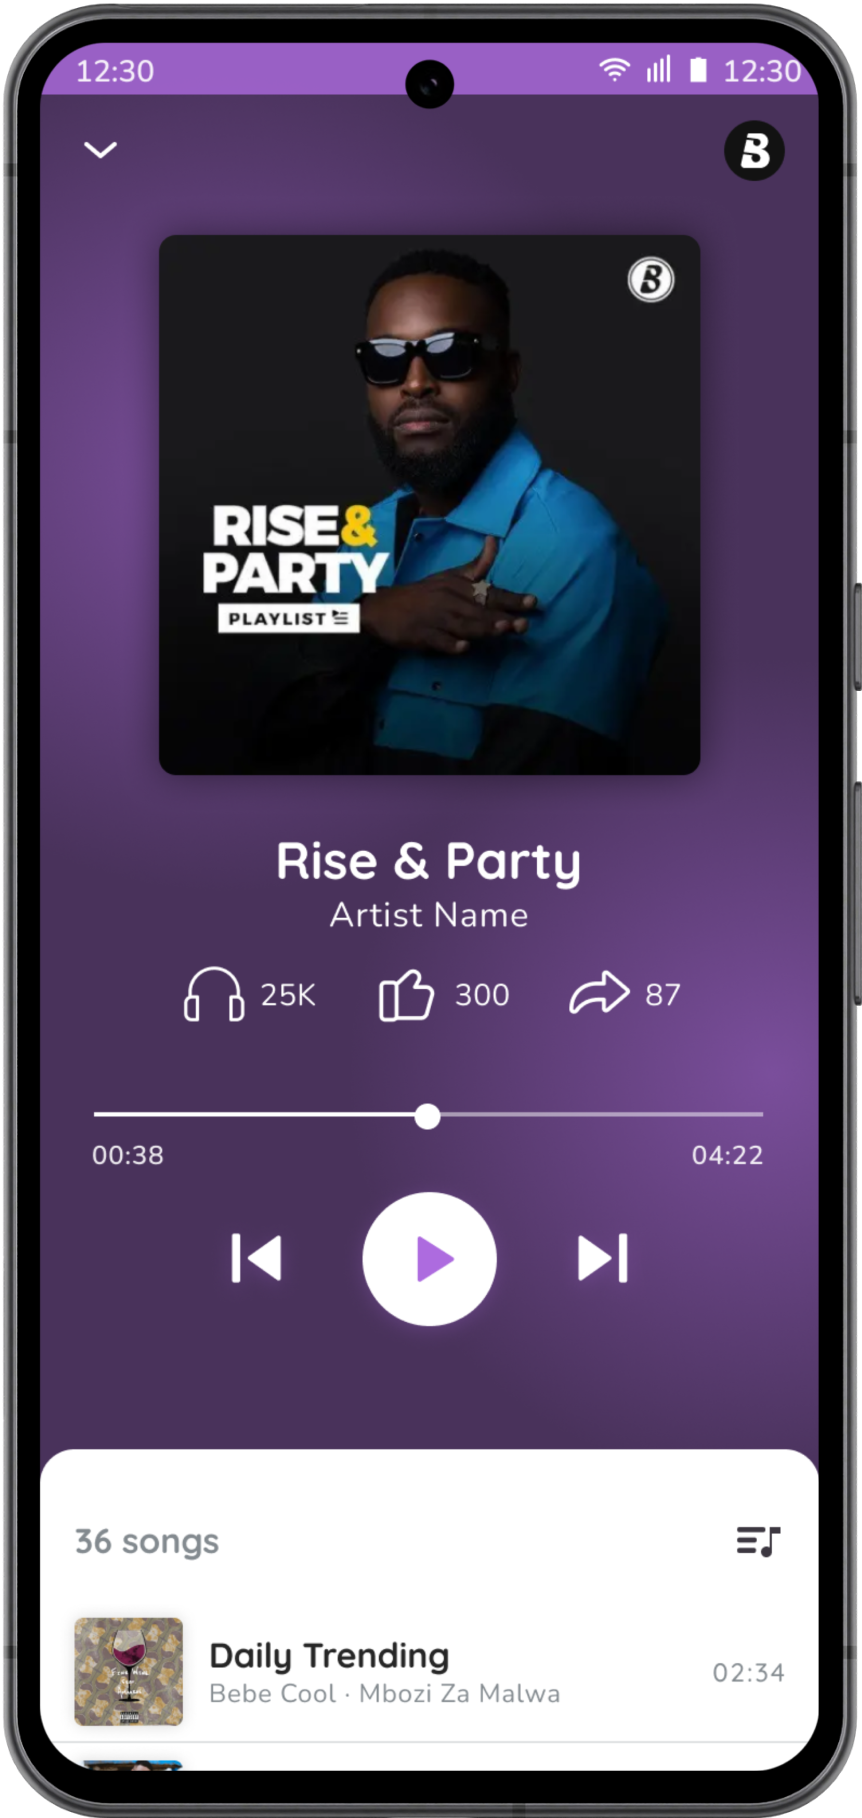 12:30
12:30
B
B
RISE&
PARTY
PLAYLIST
Rise & Party
Artist Name
25K
300
87
00:38
04:22
36 songs
Daily Trending
Bebe Cool · Mbozi Za Malwa
02:34